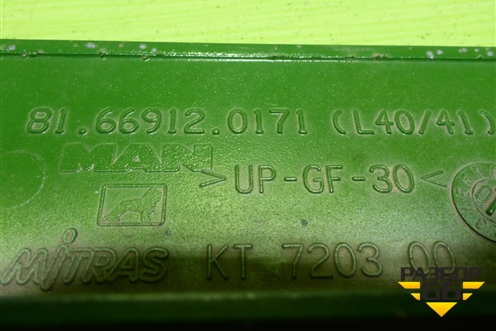 81.66912.0171 (L40/41)
MAN >UP-GF-30<
MITRAS KT 7203 00
РАЗБОР